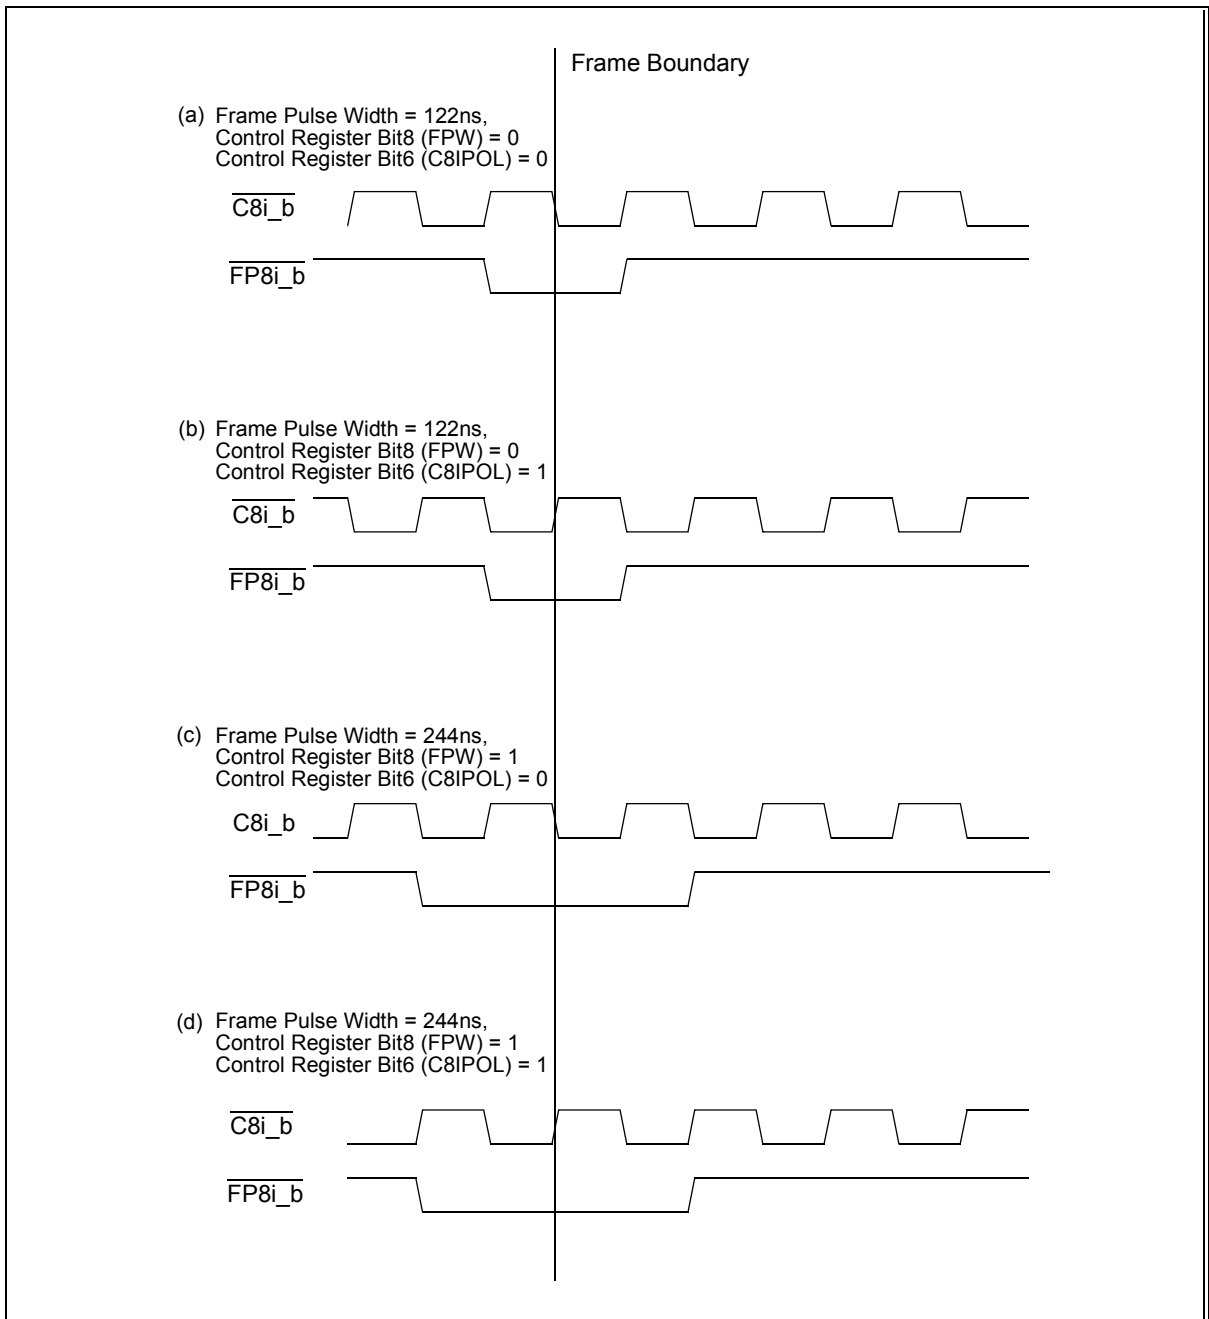 Frame Boundary
(a) Frame Pulse Width = 122ns,
Control Register Bit8 (FPW) = 0
Control Register Bit6 (C8IPOL) = 0
C8i_b
FP8i_b
(b) Frame Pulse Width = 122ns,
Control Register Bit8 (FPW) = 0
Control Register Bit6 (C8IPOL) = 1
C8i_b
FP8i_b
(c) Frame Pulse Width = 244ns,
Control Register Bit8 (FPW) = 1
Control Register Bit6 (C8IPOL) = 0
C8i_b
FP8i_b
(d) Frame Pulse Width = 244ns,
Control Register Bit8 (FPW) = 1
Control Register Bit6 (C8IPOL) = 1
C8i_b
FP8i_b